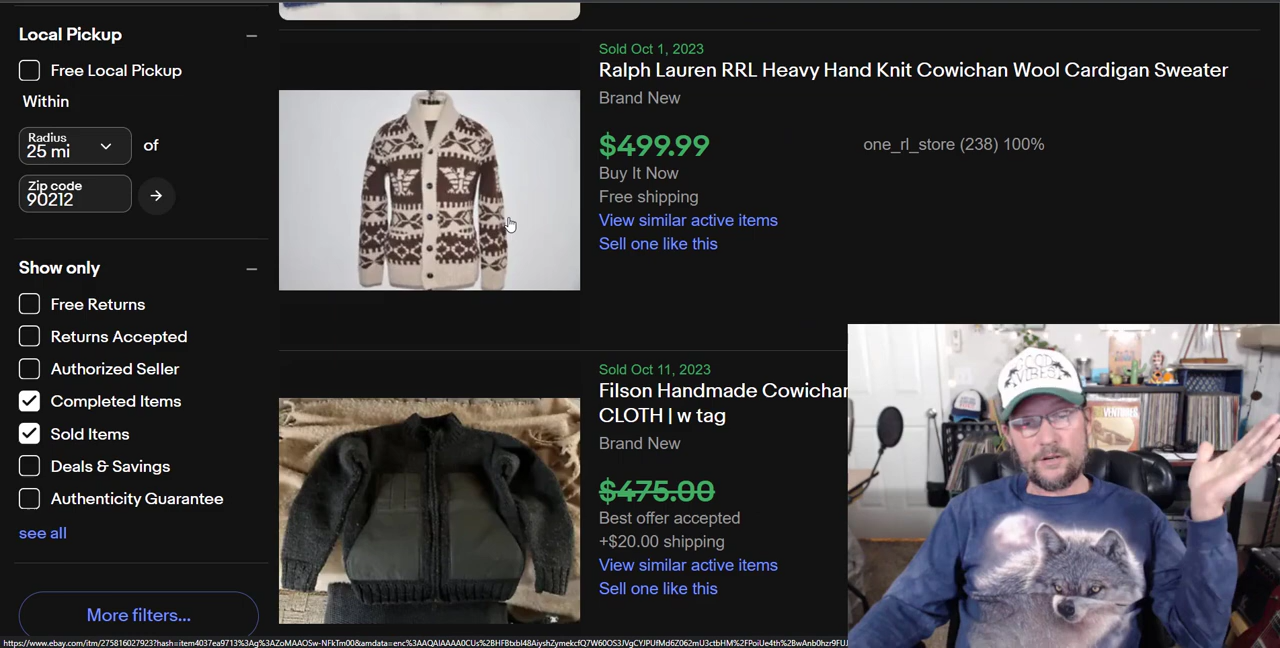 Local Pickup
Free Local Pickup
Within
Radius
25 mi
of
Zip code
90212
Show only
Free Returns
Returns Accepted
Authorized Seller
Completed Items
Sold Items
Deals & Savings
Authenticity Guarantee
see all
More filters...
Sold Oct 1, 2023
Ralph Lauren RRL Heavy Hand Knit Cowichan Wool Cardigan Sweater
Brand New
$499.99
one_rl_store (238) 100%
Buy It Now
Free shipping
View similar active items
Sell one like this
Sold Oct 11, 2023
Filson Handmade Cowichan
CLOTH | w tag
Brand New
$475.00
Best offer accepted
+$20.00 shipping
View similar active items
Sell one like this
GOOD
VIBES